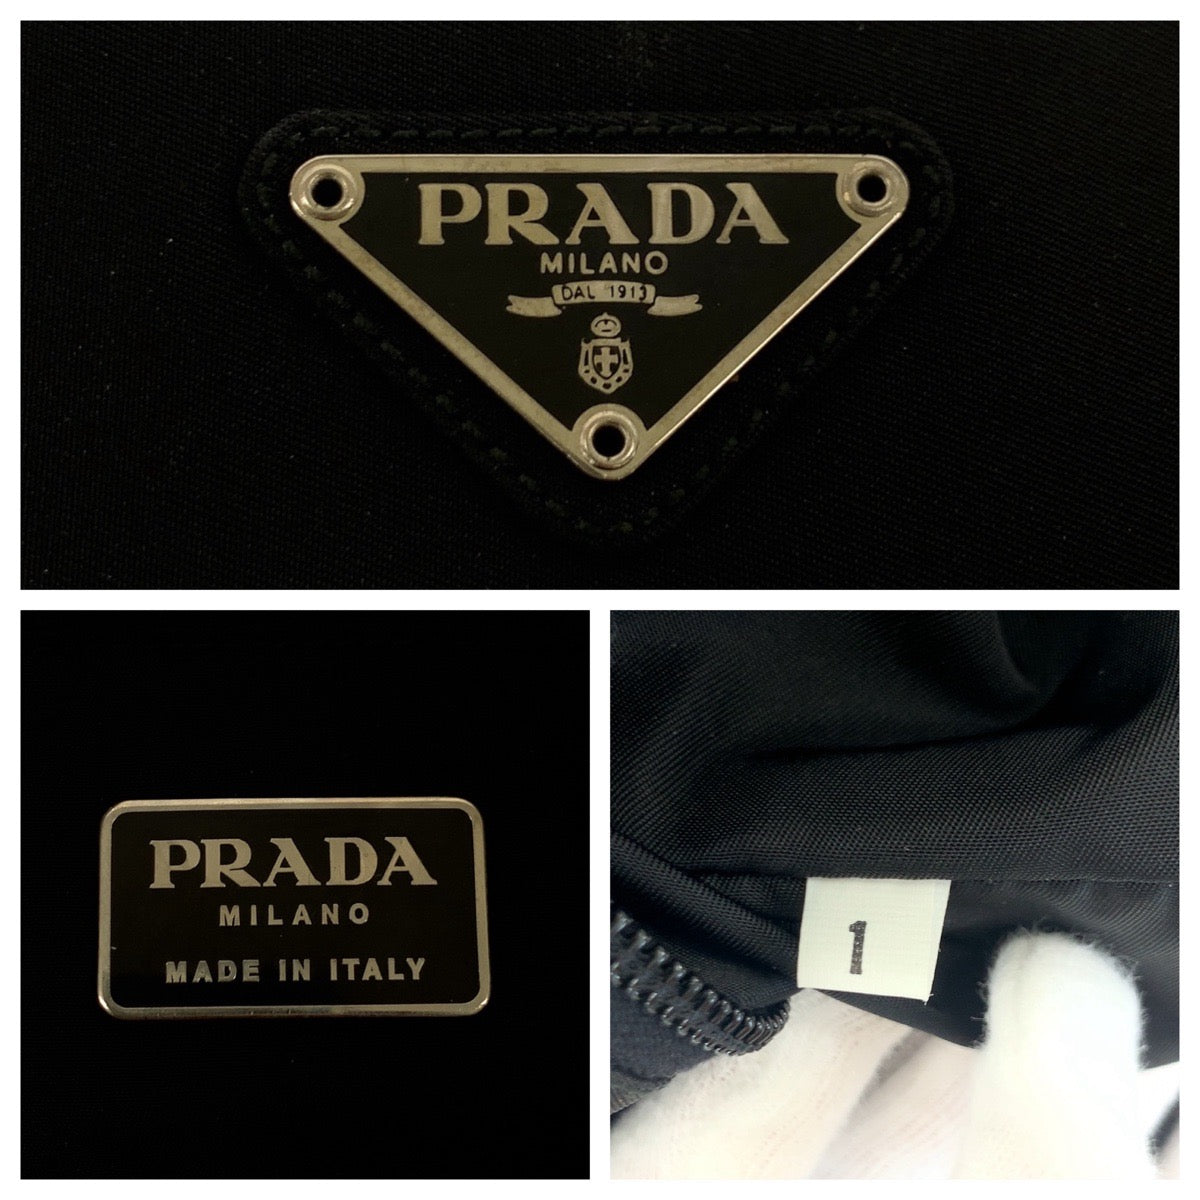 PRADA
MILANO
DAL 1913
PRADA
MILANO
MADE IN ITALY
1